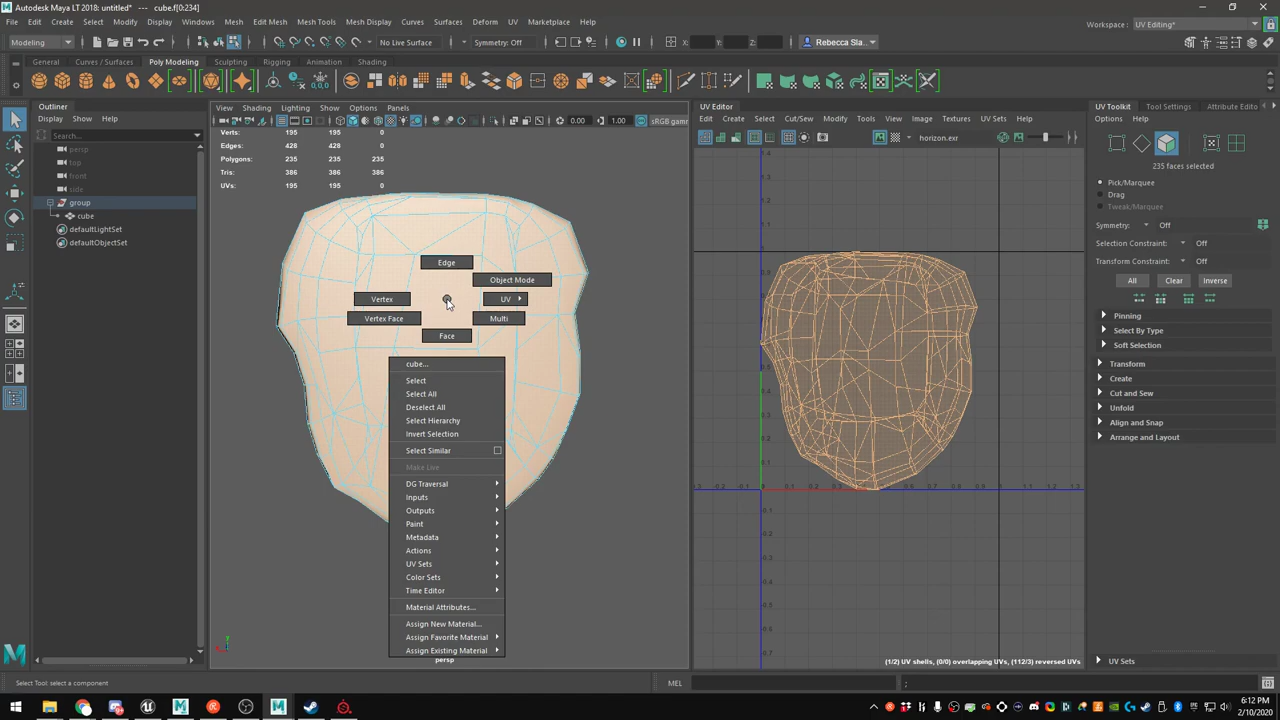 Autodesk Maya LT 2018: untitled*   ---   cube.f[0:234]
File Edit Create Select Modify Display Windows Mesh Edit Mesh Mesh Tools Mesh Display Curves Surfaces Deform UV Marketplace Help
Workspace : UV Editing*
Modeling No Live Surface Symmetry: Off X: Y: Z: Rebecca Sla...
General Curves / Surfaces Poly Modeling Sculpting Rigging Animation Shading
Outliner
Display Show Help
Search...
persp
top
front
side
group
cube
defaultLightSet
defaultObjectSet
View Shading Lighting Show Options Panels
0.00 1.00 sRGB gamm
Verts: 195 195 0
Edges: 428 428 0
Polygons: 235 235 235
Tris: 386 386 386
UVs: 195 195 0
Edge
Object Mode
Vertex
UV
Vertex Face
Multi
Face
cube...
Select
Select All
Deselect All
Select Hierarchy
Invert Selection
Select Similar
Make Live
DG Traversal
Inputs
Outputs
Paint
Metadata
Actions
UV Sets
Color Sets
Time Editor
Material Attributes...
Assign New Material...
Assign Favorite Material
Assign Existing Material
persp
UV Editor
Edit Create Select Cut/Sew Modify Tools View Image Textures UV Sets Help
horizon.exr
(1/2) UV shells, (0/0) overlapping UVs, (112/3) reversed UVs
UV Toolkit Tool Settings Attribute Edito
Options Help
235 faces selected
Pick/Marquee
Drag
Tweak/Marquee
Symmetry: Off
Selection Constraint: Off
Transform Constraint: Off
All Clear Inverse
Pinning
Select By Type
Soft Selection
Transform
Create
Cut and Sew
Unfold
Align and Snap
Arrange and Layout
UV Sets
Select Tool: select a component
MEL
6:12 PM
2/10/2020